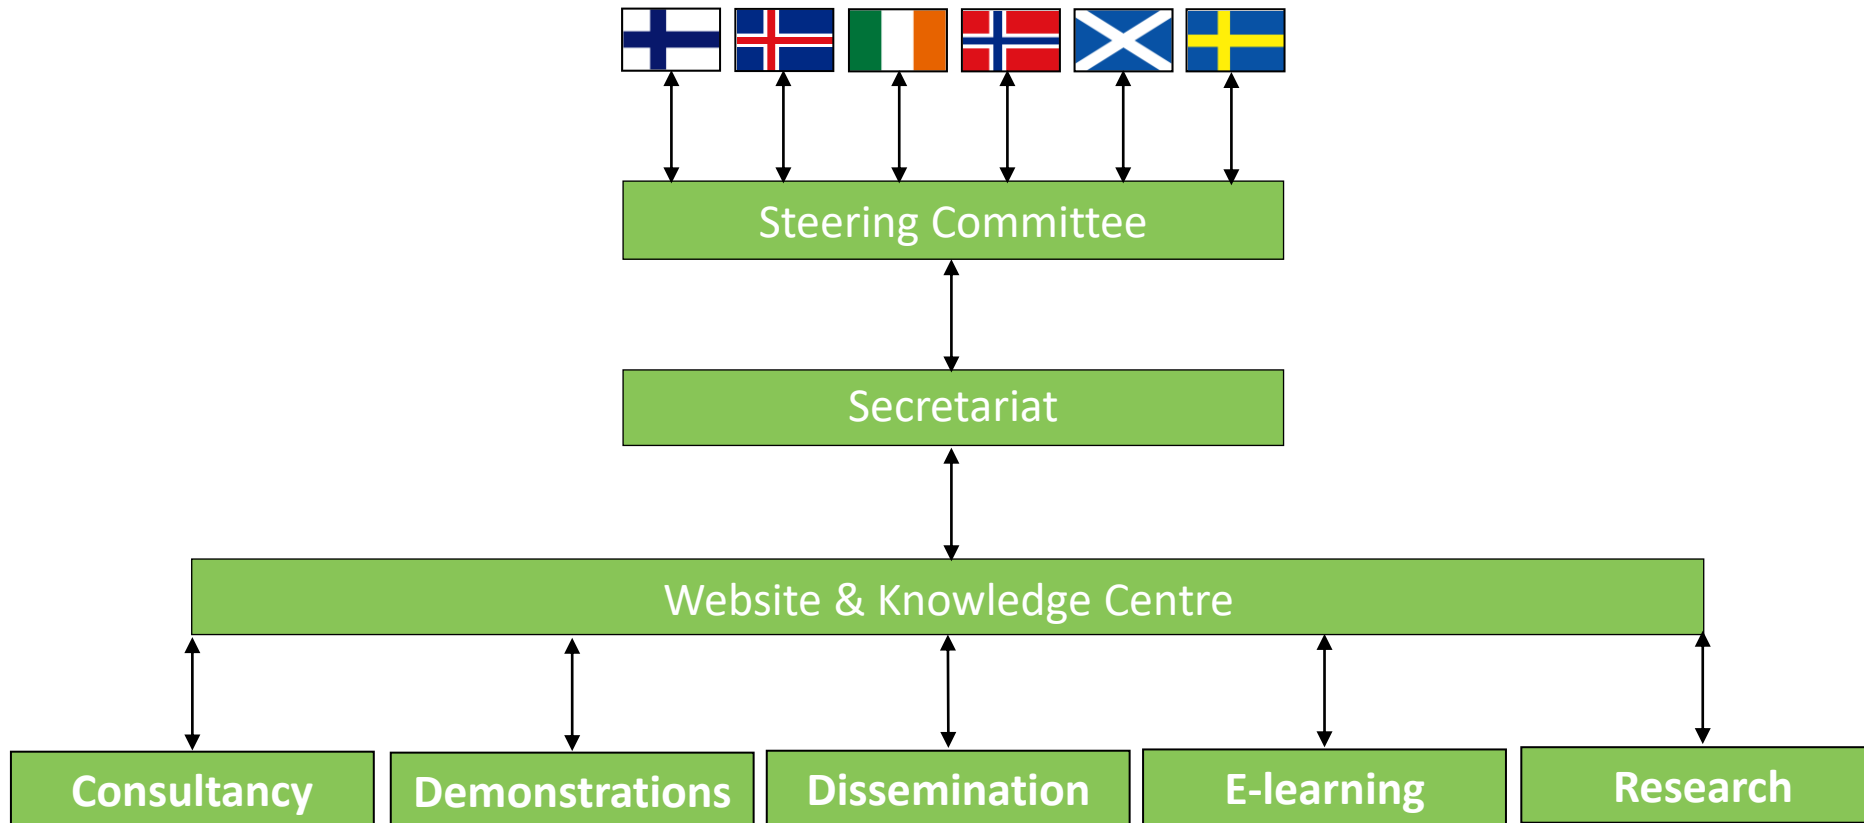 Steering Committee
Secretariat
Website & Knowledge Centre
Consultancy
Demonstrations
Dissemination
E-learning
Research